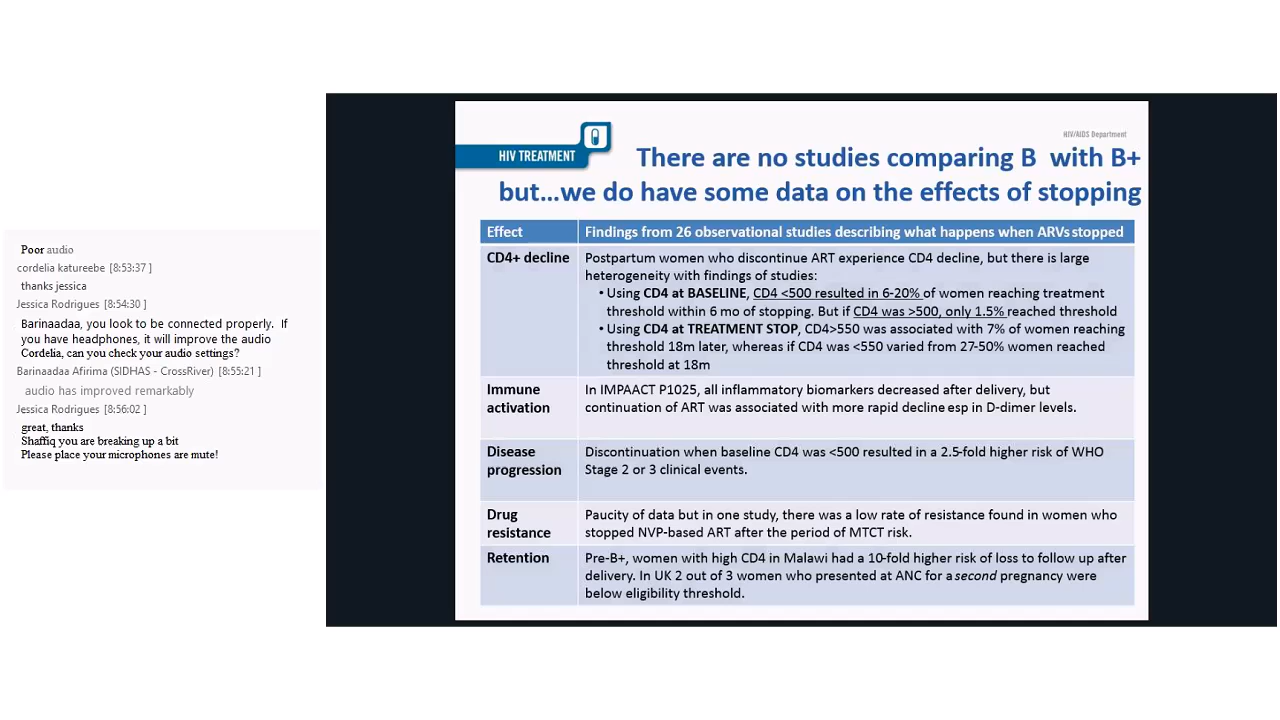 Poor audio
cordelia katureebe [8:53:37 ]
thanks jessica
Jessica Rodrigues [8:54:30 ]
Barinaadaa, you look to be connected properly. If
you have headphones, it will improve the audio
Cordelia, can you check your audio settings?
Barinaadaa Afirima (SIDHAS - CrossRiver) [8:55:21 ]
audio has improved remarkably
Jessica Rodrigues [8:56:02 ]
great, thanks
Shaffiq you are breaking up a bit
Please place your microphones are mute!
HIV/AIDS Department
HIV TREATMENT
There are no studies comparing B with B+
but...we do have some data on the effects of stopping
Effect
Findings from 26 observational studies describing what happens when ARVs stopped
CD4+ decline
Postpartum women who discontinue ART experience CD4 decline, but there is large
heterogeneity with findings of studies:
• Using CD4 at BASELINE, CD4 <500 resulted in 6-20% of women reaching treatment
threshold within 6 mo of stopping. But if CD4 was >500, only 1.5% reached threshold
• Using CD4 at TREATMENT STOP, CD4>550 was associated with 7% of women reaching
threshold 18m later, whereas if CD4 was <550 varied from 27-50% women reached
threshold at 18m
Immune
activation
In IMPAACT P1025, all inflammatory biomarkers decreased after delivery, but
continuation of ART was associated with more rapid decline esp in D-dimer levels.
Disease
progression
Discontinuation when baseline CD4 was <500 resulted in a 2.5-fold higher risk of WHO
Stage 2 or 3 clinical events.
Drug
resistance
Paucity of data but in one study, there was a low rate of resistance found in women who
stopped NVP-based ART after the period of MTCT risk.
Retention
Pre-B+, women with high CD4 in Malawi had a 10-fold higher risk of loss to follow up after
delivery. In UK 2 out of 3 women who presented at ANC for a second pregnancy were
below eligibility threshold.